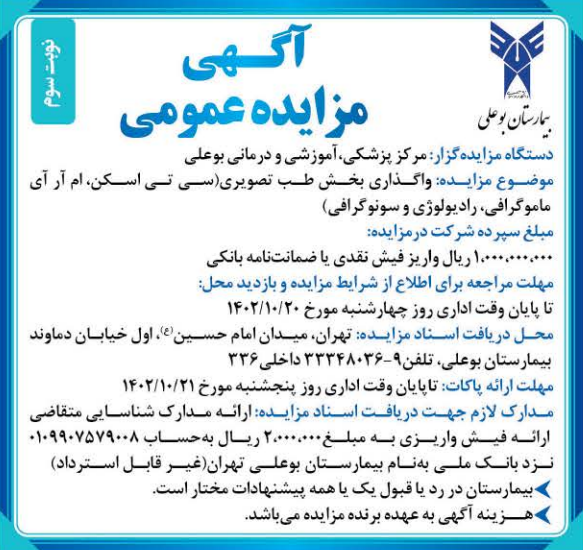 نوبت سوم
آگهی
مزایده عمومی
بیمارستان بوعلی
دستگاه مزایده‌گزار: مرکز پزشکی، آموزشی و درمانی بوعلی
موضوع مزایده: واگذاری بخش طب تصویری(سی تی اسکن، ام آر آی
ماموگرافی، رادیولوژی و سونوگرافی)
مبلغ سپرده شرکت درمزایده:
۱.۰۰۰.۰۰۰.۰۰۰ ریال واریز فیش نقدی یا ضمانت‌نامه بانکی
مهلت مراجعه برای اطلاع از شرایط مزایده و بازدید محل:
تا پایان وقت اداری روز چهارشنبه مورخ ۱۴۰۲/۱۰/۲۰
محل دریافت اسناد مزایده: تهران، میدان امام حسین(ع)، اول خیابان دماوند
بیمارستان بوعلی، تلفن ۹-۳۳۳۴۸۰۳۶ داخلی ۳۳۶
مهلت ارائه پاکات: تاپایان وقت اداری روز پنجشنبه مورخ ۱۴۰۲/۱۰/۲۱
مدارک لازم جهت دریافت اسناد مزایده: ارائه مدارک شناسایی متقاضی
ارائه فیش واریزی به مبلغ ۲.۰۰۰.۰۰۰ ریال به‌حساب ۰۱۰۹۹۰۷۵۷۹۰۰۸
نزد بانک ملی به‌نام بیمارستان بوعلی تهران(غیر قابل استرداد)
بیمارستان در رد یا قبول یک یا همه پیشنهادات مختار است.
هزینه آگهی به عهده برنده مزایده می‌باشد.